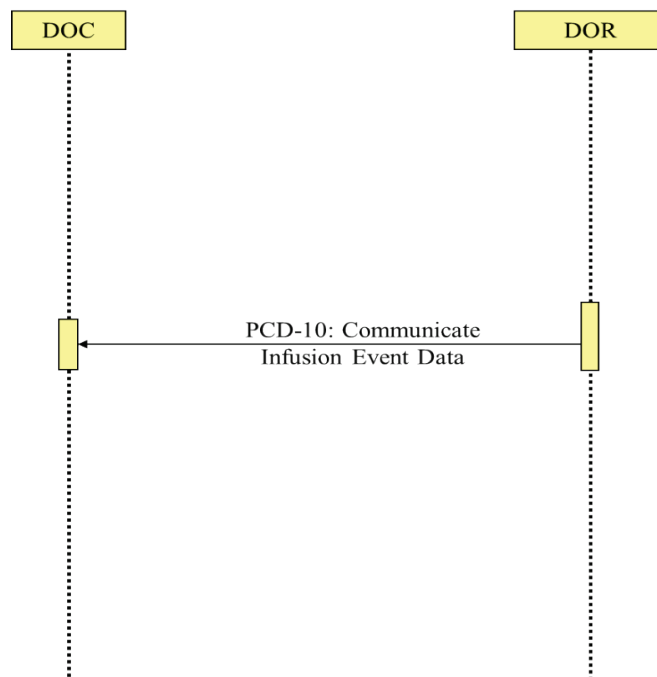 DOC
DOR
PCD-10: Communicate
Infusion Event Data